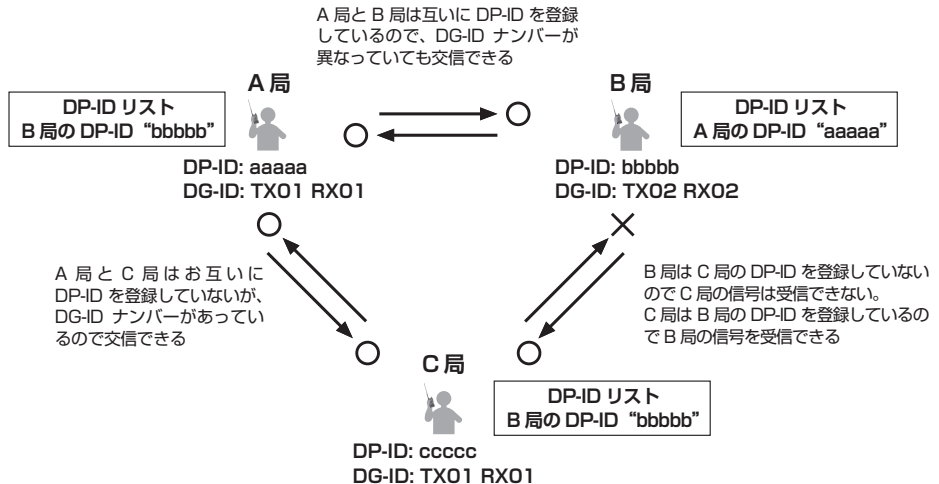 A 局と B 局は互いに DP-ID を登録
しているので、DG-ID ナンバーが
異なっていても交信できる
A 局
DP-ID リスト
B 局の DP-ID “bbbbb”
DP-ID: aaaaa
DG-ID: TX01 RX01
B 局
DP-ID リスト
A 局の DP-ID “aaaaa”
DP-ID: bbbbb
DG-ID: TX02 RX02
A 局と C 局はお互いに
DP-ID を登録していないが、
DG-ID ナンバーがあってい
るので交信できる
B 局は C 局の DP-ID を登録していない
ので C 局の信号は受信できない。
C 局は B 局の DP-ID を登録しているの
で B 局の信号を受信できる
C 局
DP-ID リスト
B 局の DP-ID “bbbbb”
DP-ID: ccccc
DG-ID: TX01 RX01